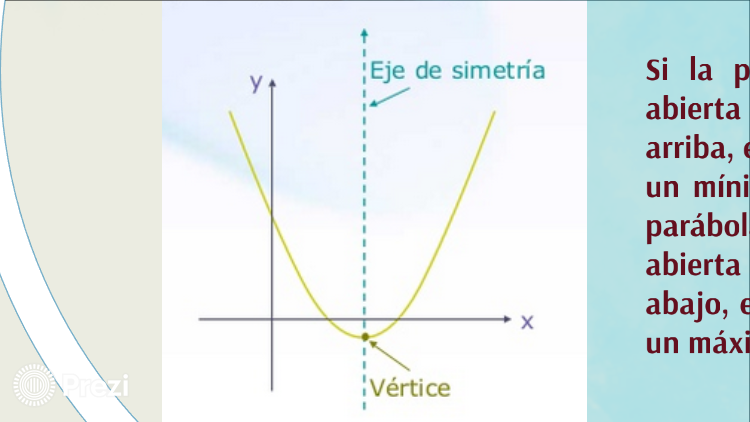 Eje de simetría
y
x
Vértice
Si la p
abierta
arriba, e
un míni
parábol
abierta
abajo, e
un máxi
Prezi